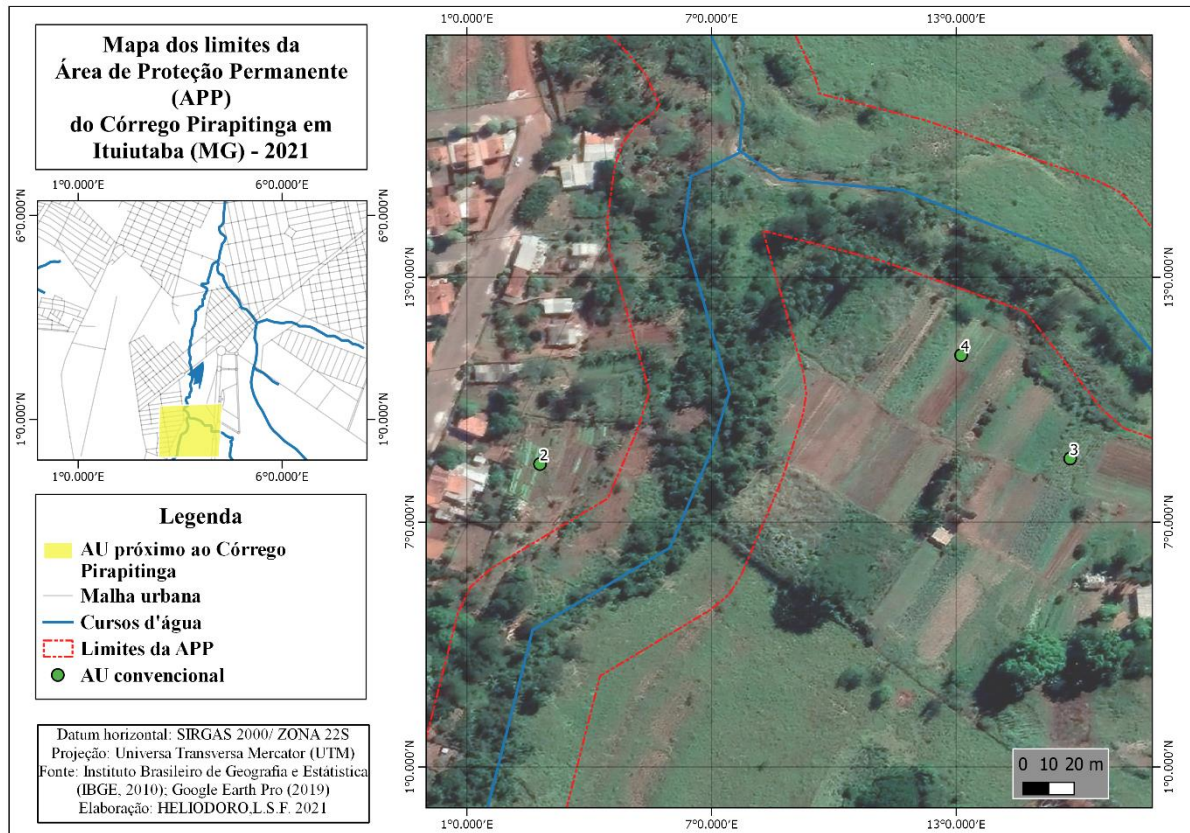 Mapa dos limites da
Área de Proteção Permanente
(APP)
do Córrego Pirapitinga em
Ituiutaba (MG) - 2021
1°0.000'E 6°0.000'E
6°0.000'N 6°0.000'N
1°0.000'N 1°0.000'N
1°0.000'E 6°0.000'E
Legenda
AU próximo ao Córrego
Pirapitinga
Malha urbana
Cursos d'água
Limites da APP
AU convencional
Datum horizontal: SIRGAS 2000/ ZONA 22S
Projeção: Universa Transversa Mercator (UTM)
Fonte: Instituto Brasileiro de Geografia e Estátistica
(IBGE, 2010); Google Earth Pro (2019)
Elaboração: HELIODORO,L.S.F. 2021
1°0.000'E 7°0.000'E 13°0.000'E
13°0.000'N 13°0.000'N
4
2
3
7°0.000'N 7°0.000'N
0 10 20 m
1°0.000'N 1°0.000'N
1°0.000'E 7°0.000'E 13°0.000'E